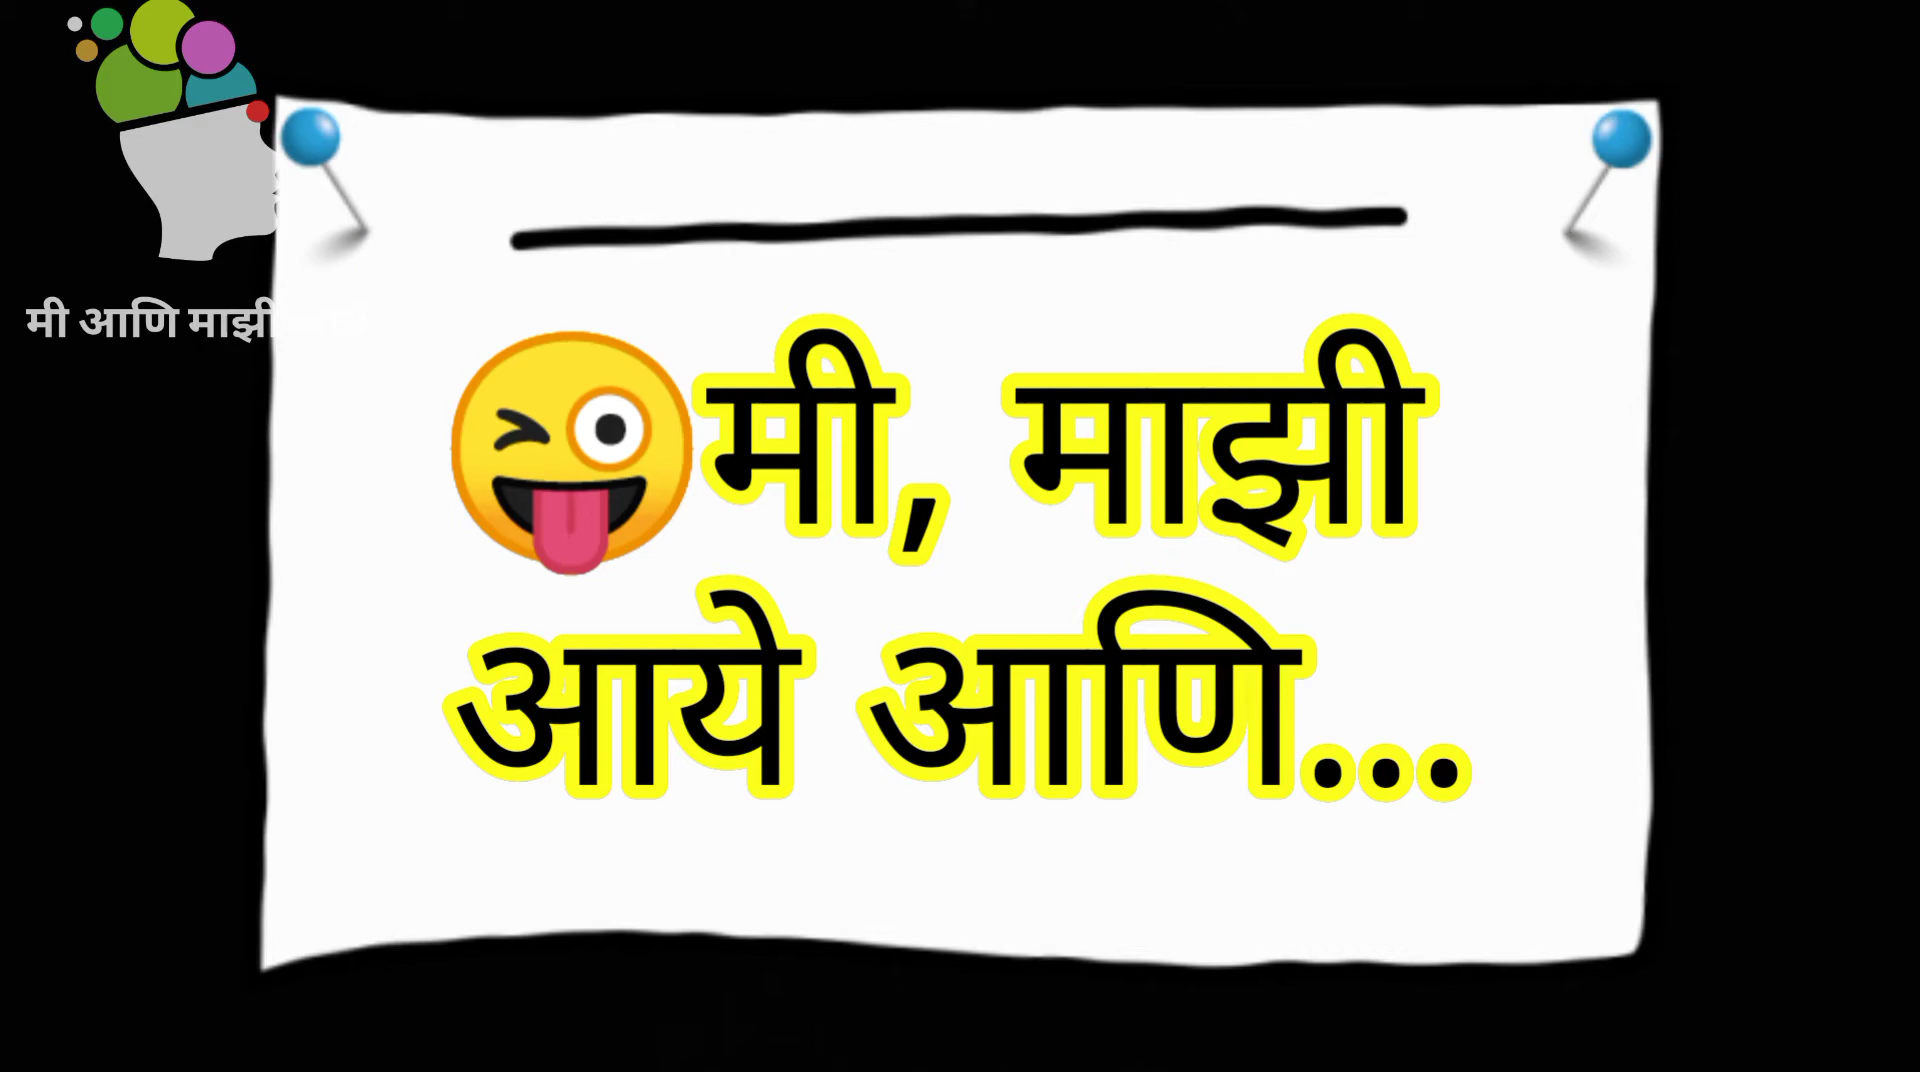 मी आणि माझी
😜मी, माझी
आये आणि...